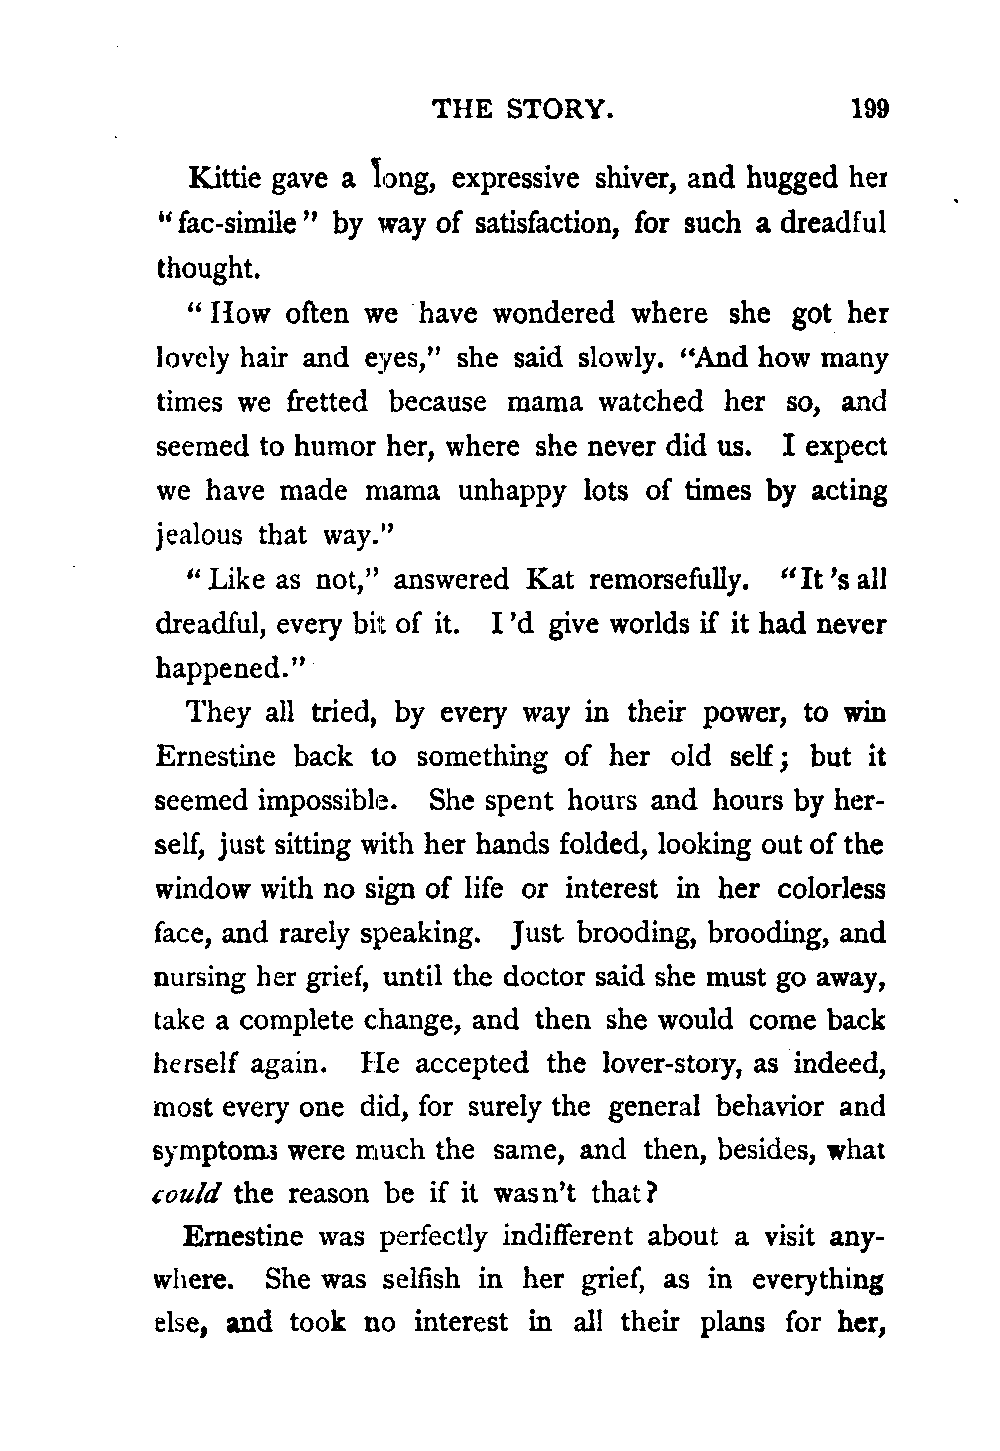 THE STORY. 199
Kittie gave a long, expressive shiver, and hugged her
"fac-simile" by way of satisfaction, for such a dreadful
thought.
"How often we have wondered where she got her
lovely hair and eyes," she said slowly. "And how many
times we fretted because mama watched her so, and
seemed to humor her, where she never did us. I expect
we have made mama unhappy lots of times by acting
jealous that way."
"Like as not," answered Kat remorsefully. "It 's all
dreadful, every bit of it. I 'd give worlds if it had never
happened."
They all tried, by every way in their power, to win
Ernestine back to something of her old self; but it
seemed impossible. She spent hours and hours by her-
self, just sitting with her hands folded, looking out of the
window with no sign of life or interest in her colorless
face, and rarely speaking. Just brooding, brooding, and
nursing her grief, until the doctor said she must go away,
take a complete change, and then she would come back
herself again. He accepted the lover-story, as indeed,
most every one did, for surely the general behavior and
symptoms were much the same, and then, besides, what
could the reason be if it wasn't that?
Ernestine was perfectly indifferent about a visit any-
where. She was selfish in her grief, as in everything
else, and took no interest in all their plans for her,